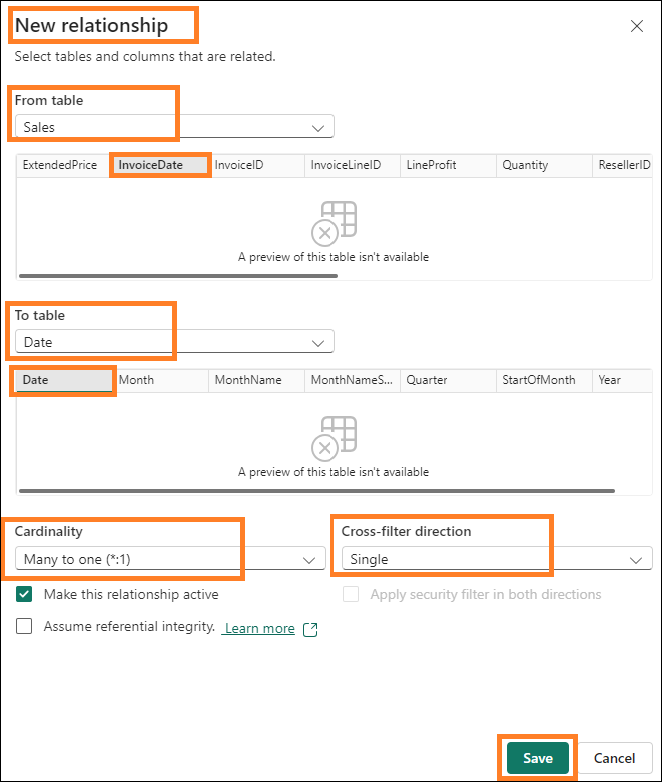 New relationship
Select tables and columns that are related.
From table
Sales
ExtendedPrice InvoiceDate InvoiceID InvoiceLineID LineProfit Quantity ResellerID
A preview of this table isn't available
To table
Date
Date Month MonthName MonthNameS... Quarter StartOfMonth Year
A preview of this table isn't available
Cardinality Cross-filter direction
Many to one (*:1) Single
Make this relationship active Apply security filter in both directions
Assume referential integrity. Learn more
Save Cancel